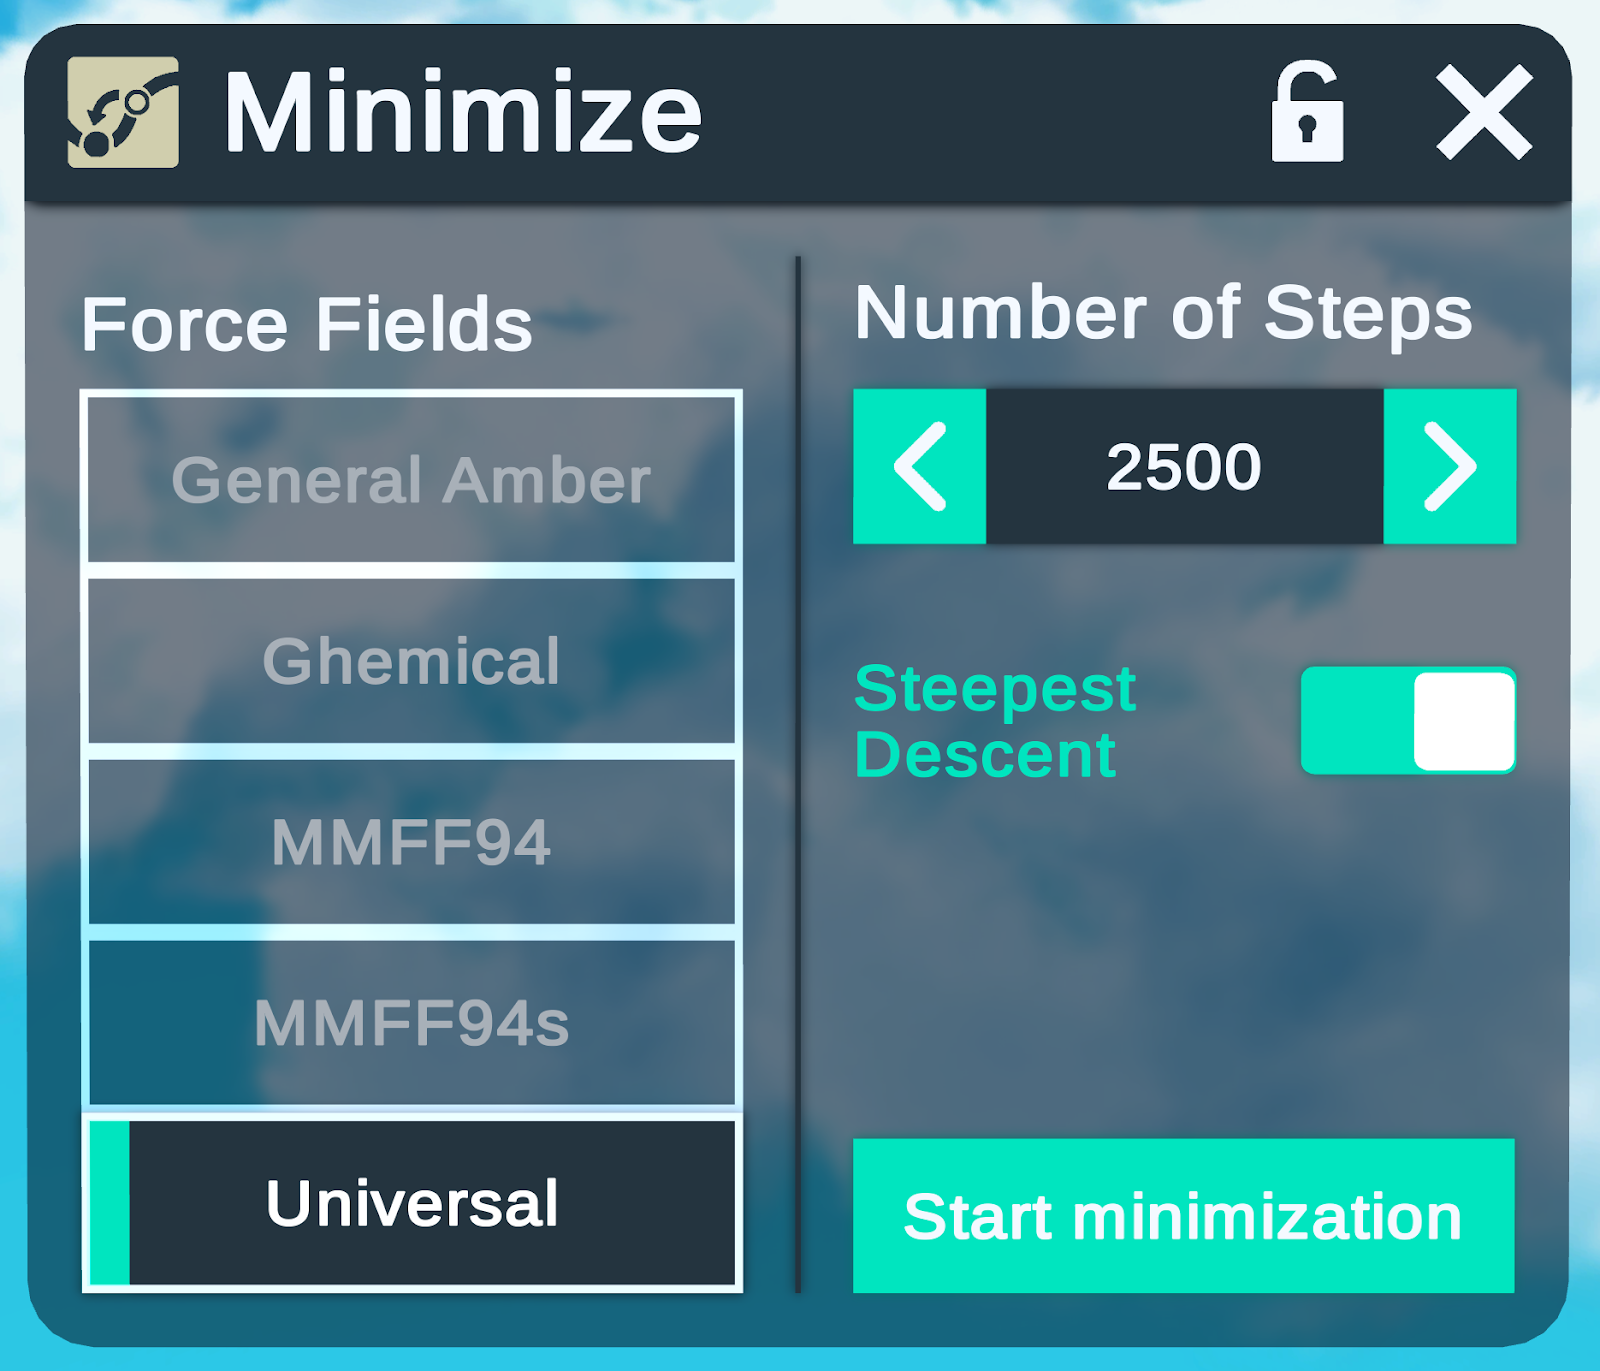 Minimize
Force Fields
General Amber
Ghemical
MMFF94
MMFF94s
Universal
Number of Steps
2500
Steepest
Descent
Start minimization